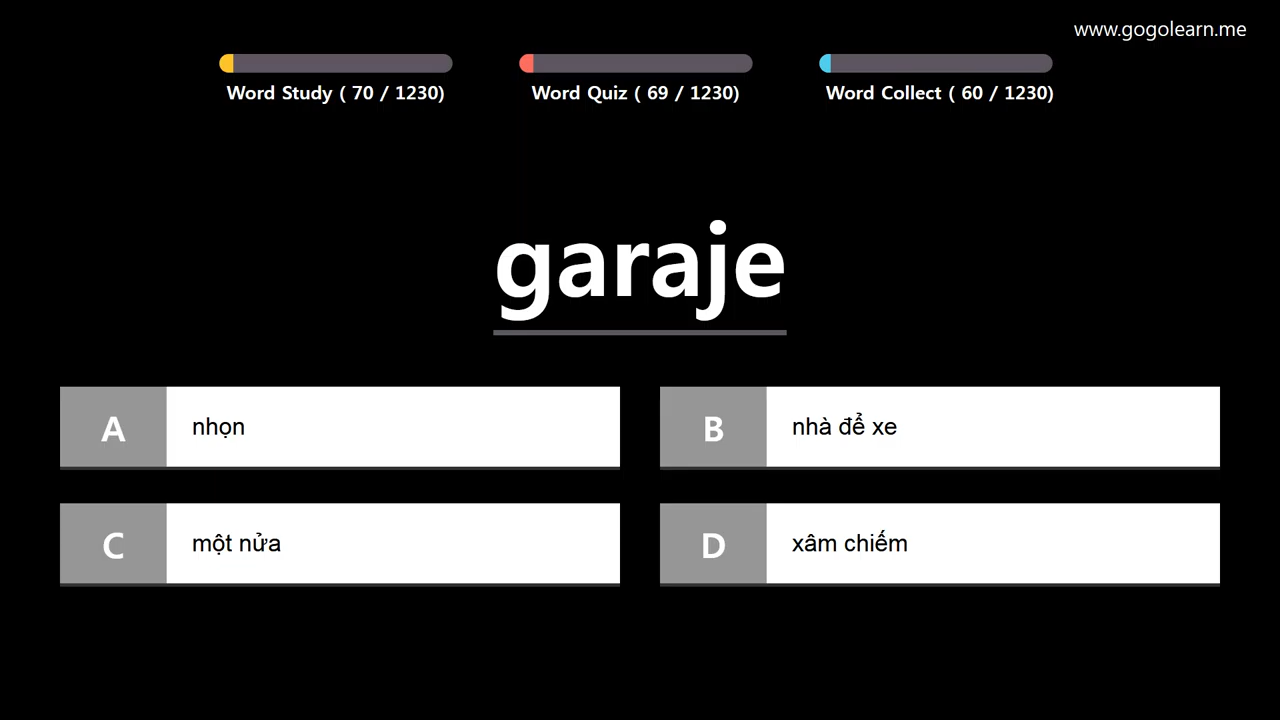 www.gogolearn.me
Word Study ( 70 / 1230)
Word Quiz ( 69 / 1230)
Word Collect ( 60 / 1230)
garaje
A nhọn
B nhà để xe
C một nửa
D xâm chiếm